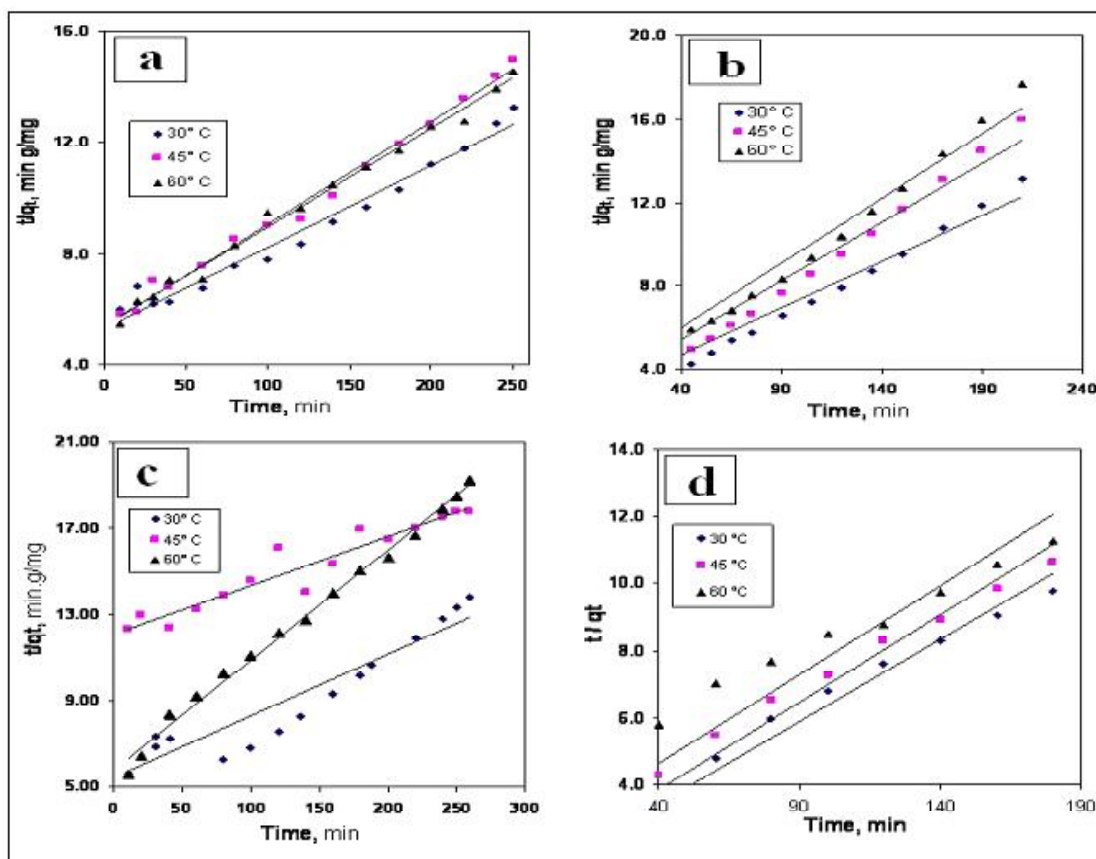 a
16.0
12.0
8.0
4.0
t/qt, min g/mg
30° C
45° C
60° C
0 50 100 150 200 250
Time, min
b
20.0
16.0
12.0
8.0
4.0
t/qt, min g/mg
30° C
45° C
60° C
40 90 140 190 240
Time, min
c
21.00
17.00
13.00
9.00
5.00
t/qt, min.g/mg
30° C
45° C
60° C
0 100 200 300
Time, min
d
14.0
12.0
10.0
8.0
6.0
4.0
t / qt
30 °C
45 °C
60 °C
40 90 140 190
Time, min